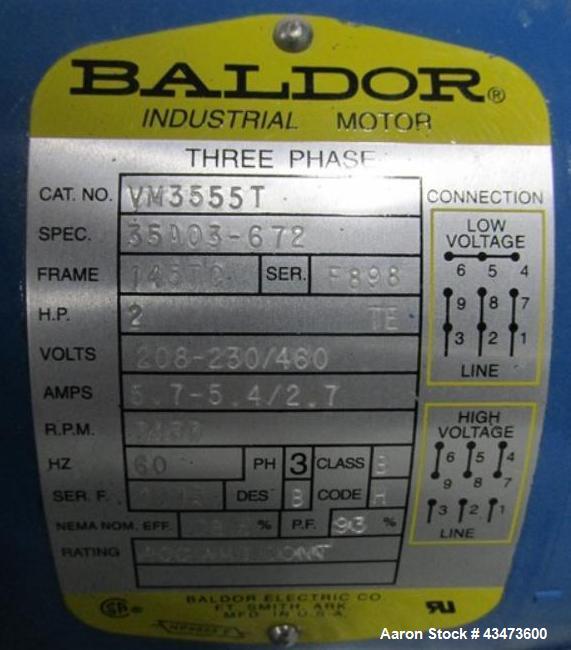 BALDOR®
INDUSTRIAL MOTOR
THREE PHASE
CAT. NO. VM3555T
SPEC. 35A03-672
FRAME 145TC SER. F898
H.P. 2 TE
VOLTS 208-230/460
AMPS 5.7-5.4/2.7
R.P.M.
HZ 60 PH 3 CLASS B
SER. F. DES B CODE H
NEMA NOM. EFF. % P.F. 93 %
RATING 40C AMB CONT
CONNECTION
LOW
VOLTAGE
6 5 4
9 8 7
3 2 1
LINE
HIGH
VOLTAGE
6 5 4
9 8 7
3 2 1
LINE
BALDOR ELECTRIC CO.
FT. SMITH, ARK.
MFD. IN U.S.A.
Aaron Stock # 43473600